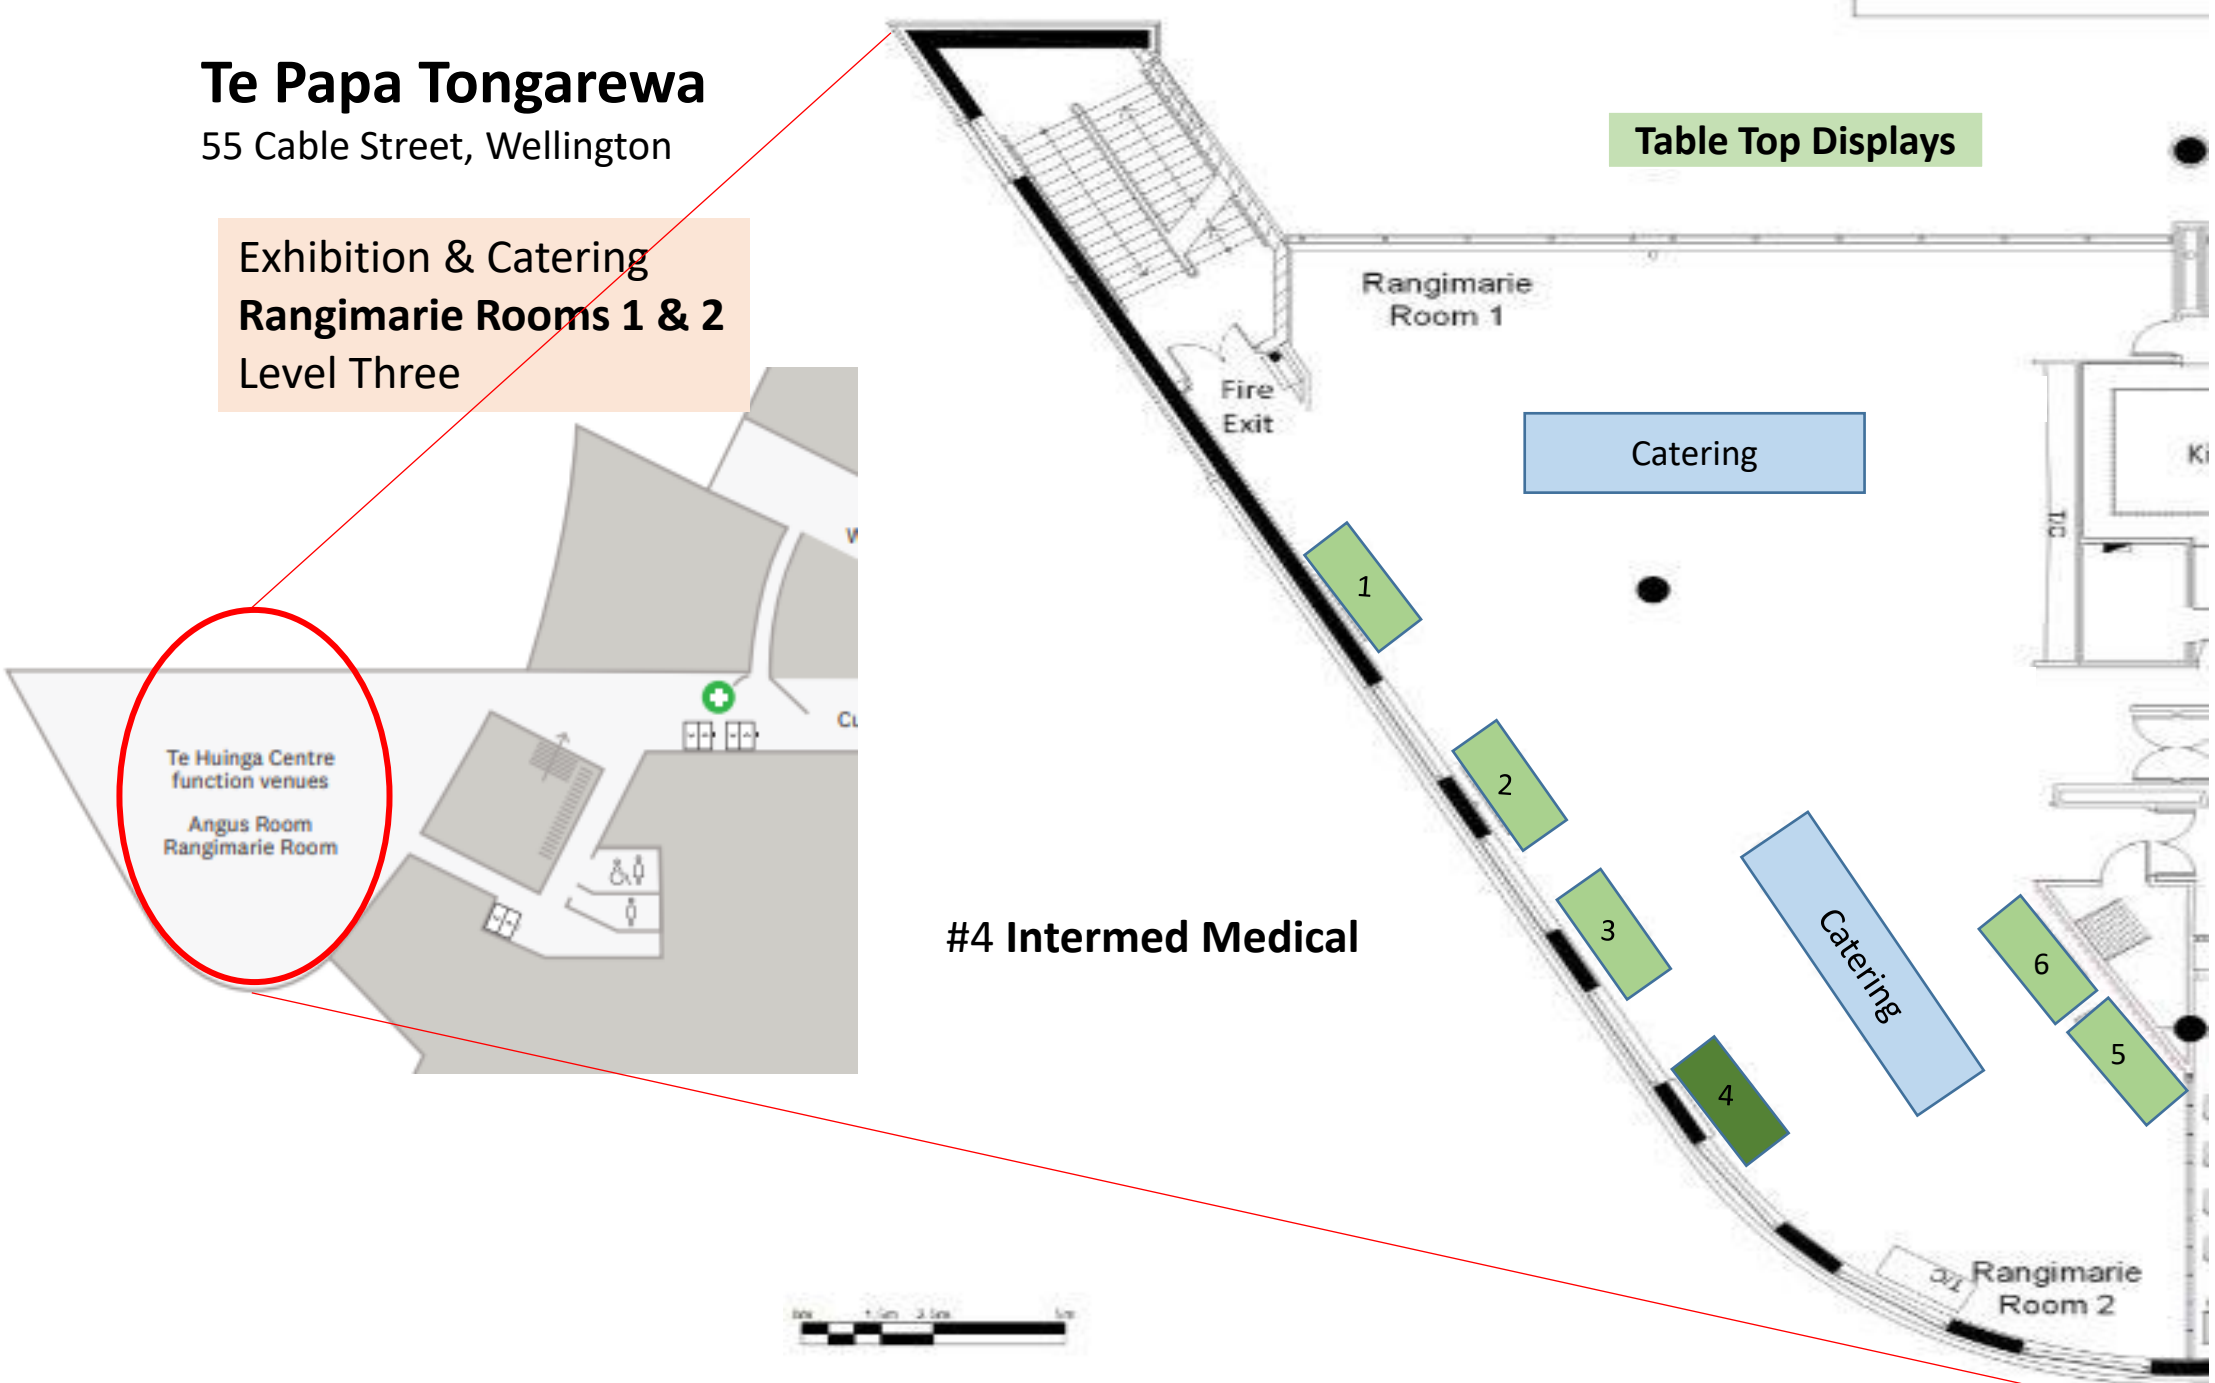 Te Papa Tongarewa
55 Cable Street, Wellington
Exhibition & Catering
Rangimarie Rooms 1 & 2
Level Three
Table Top Displays
Rangimarie
Room 1
Fire
Exit
Catering
Ki
T/C
1
2
3
4
Catering
6
5
W
Cu
Te Huinga Centre
function venues
Angus Room
Rangimarie Room
#4 Intermed Medical
T/C
Rangimarie
Room 2